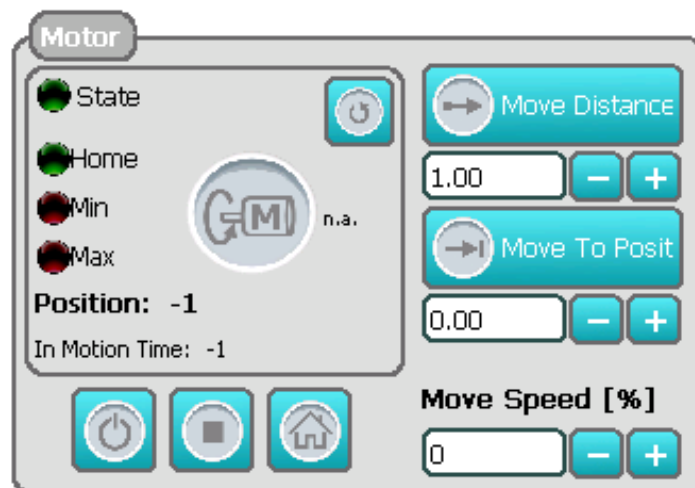 Motor
State
Home
Min
Max
M
n.a.
Position: -1
In Motion Time: -1
Move Distance
1.00
Move To Posit
0.00
Move Speed [%]
0